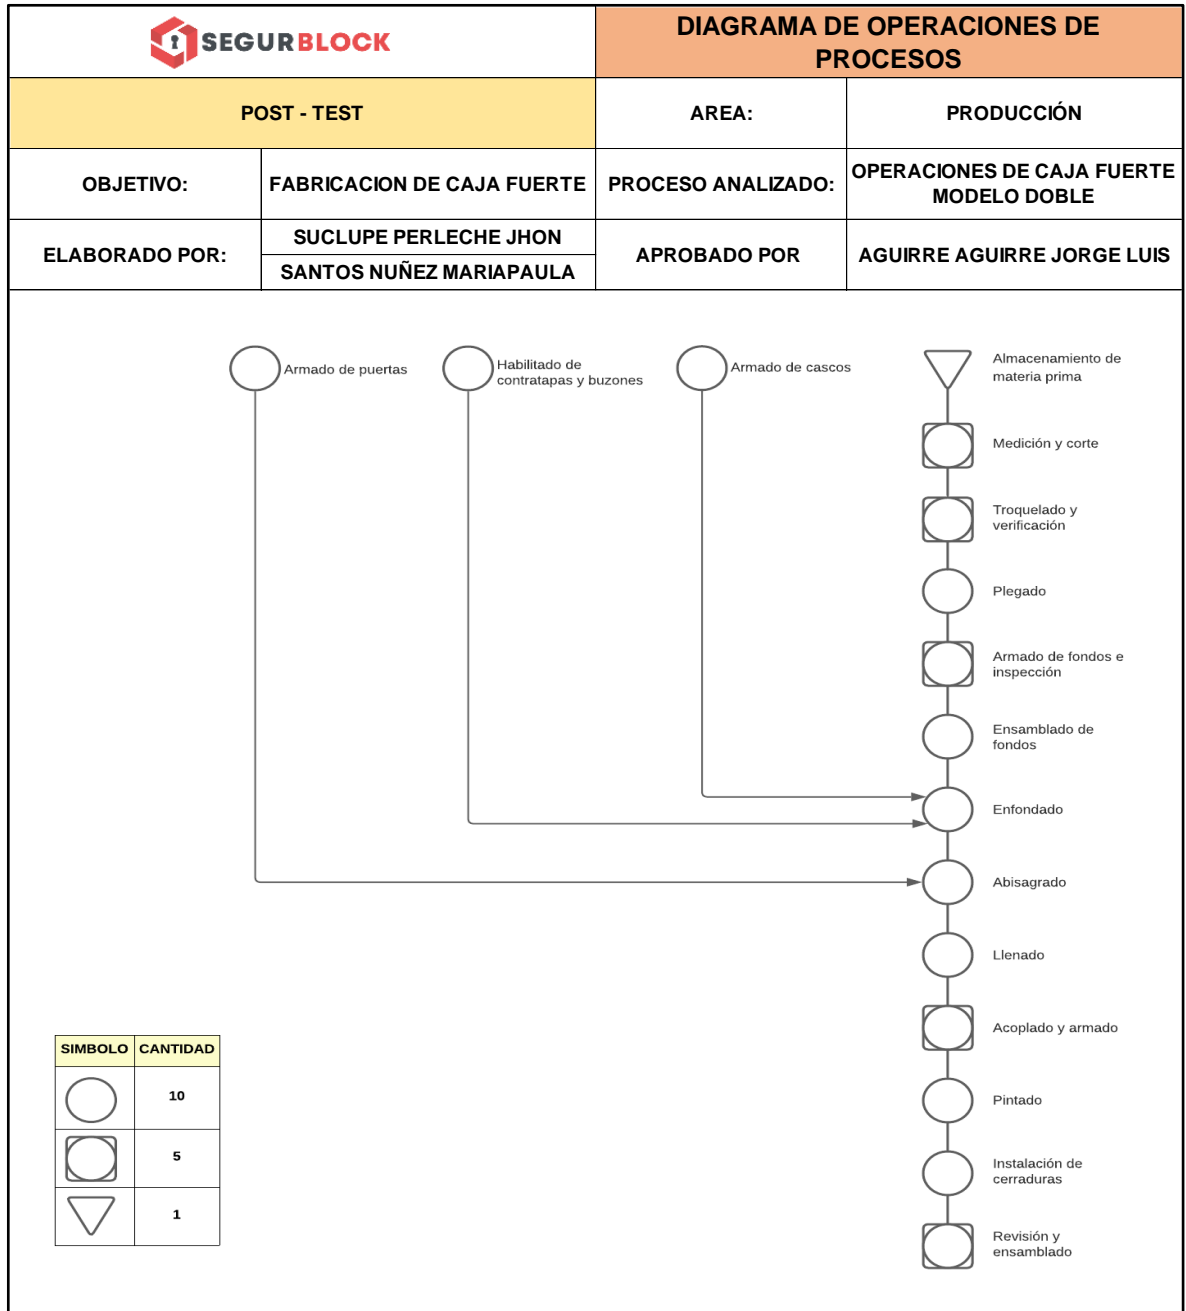 SEGURBLOCK
DIAGRAMA DE OPERACIONES DE
PROCESOS
POST - TEST
AREA:
PRODUCCIÓN
OBJETIVO:
FABRICACION DE CAJA FUERTE
PROCESO ANALIZADO:
OPERACIONES DE CAJA FUERTE
MODELO DOBLE
ELABORADO POR:
SUCLUPE PERLECHE JHON
SANTOS NUÑEZ MARIAPAULA
APROBADO POR
AGUIRRE AGUIRRE JORGE LUIS
Armado de puertas
Habilitado de
contratapas y buzones
Armado de cascos
Almacenamiento de
materia prima
Medición y corte
Troquelado y
verificación
Plegado
Armado de fondos e
inspección
Ensamblado de
fondos
Enfondado
Abisagrado
Llenado
Acoplado y armado
Pintado
Instalación de
cerraduras
Revisión y
ensamblado
SIMBOLO CANTIDAD
10
5
1